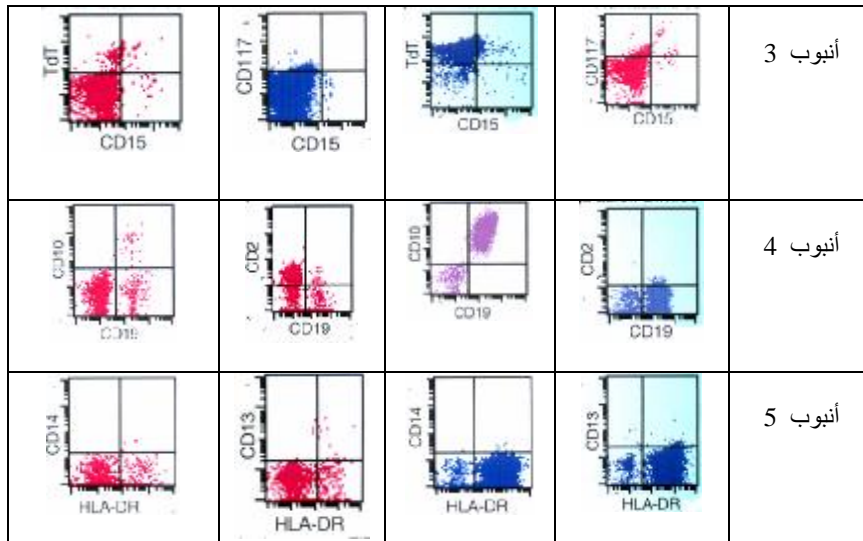 أنبوب 3
TdT
CD15
CD117
CD15
TdT
CD15
CD117
CD15
أنبوب 4
CD10
CD19
CD2
CD19
CD10
CD19
CD2
CD19
أنبوب 5
CD14
HLA-DR
CD13
HLA-DR
CD14
HLA-DR
CD13
HLA-DR